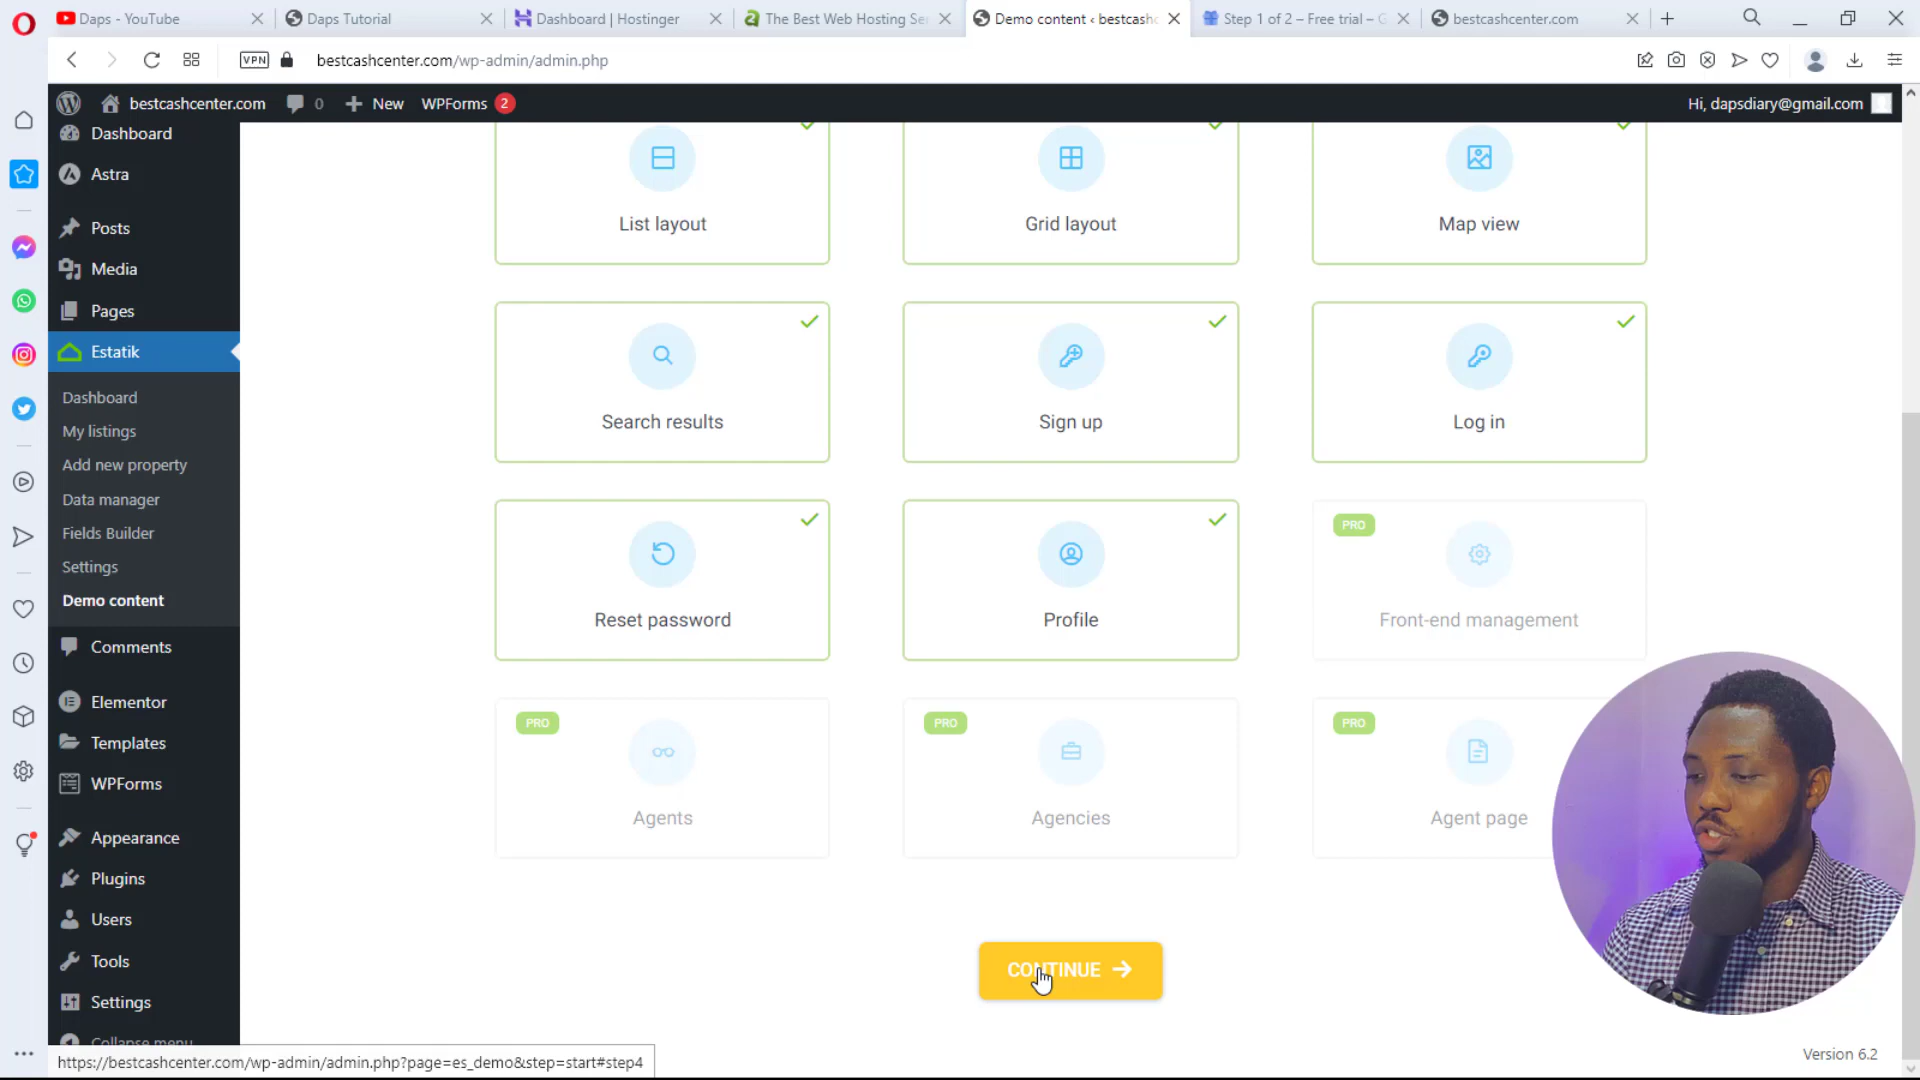 Daps - YouTube
Daps Tutorial
Dashboard | Hostinger
The Best Web Hosting Se
Demo content ‹ bestcash
Step 1 of 2 – Free trial – G
bestcashcenter.com
VPN
bestcashcenter.com/wp-admin/admin.php
bestcashcenter.com
0
New
WPForms
2
Hi, dapsdiary@gmail.com
Dashboard
Astra
Posts
Media
Pages
Estatik
Dashboard
My listings
Add new property
Data manager
Fields Builder
Settings
Demo content
Comments
Elementor
Templates
WPForms
Appearance
Plugins
Users
Tools
Settings
Collapse menu
List layout
Grid layout
Map view
Search results
Sign up
Log in
Reset password
Profile
PRO
Front-end management
PRO
Agents
PRO
Agencies
PRO
Agent page
CONTINUE
https://bestcashcenter.com/wp-admin/admin.php?page=es_demo&step=start#step4
Version 6.2